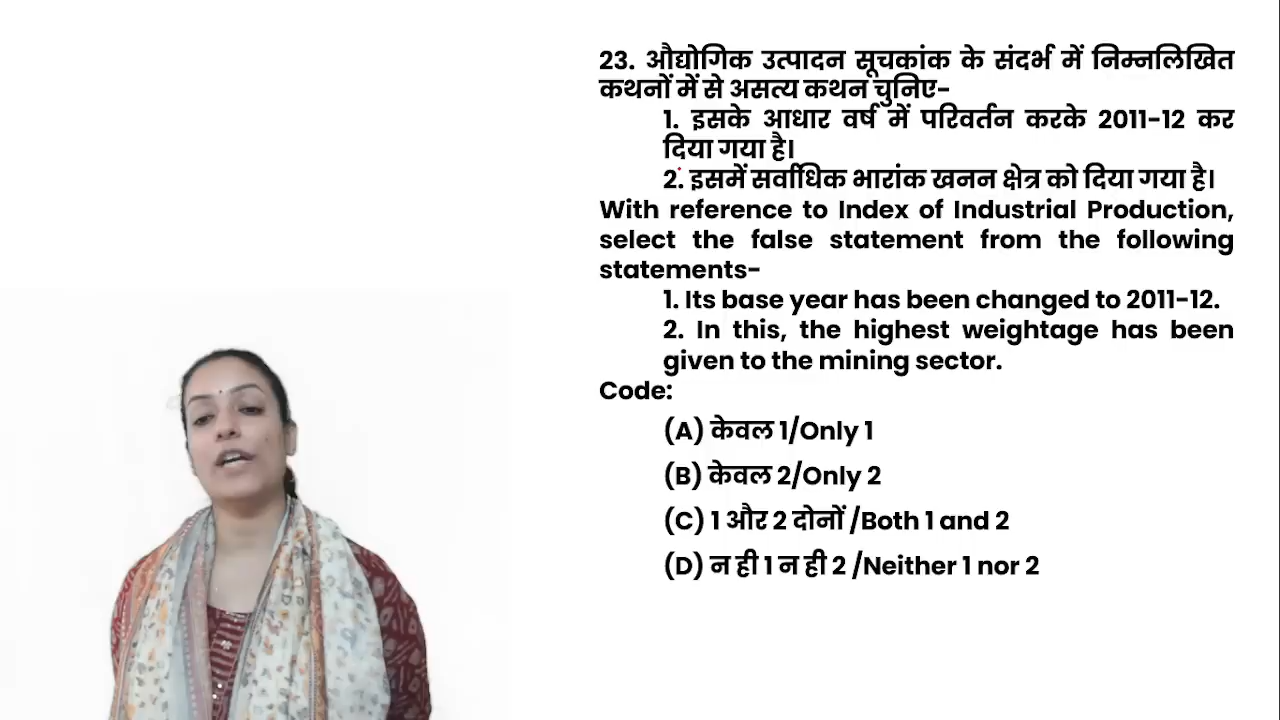 23. औद्योगिक उत्पादन सूचकांक के संदर्भ में निम्नलिखित
कथनों में से असत्य कथन चुनिए-
1. इसके आधार वर्ष में परिवर्तन करके 2011-12 कर
दिया गया है।
2. इसमें सर्वाधिक भारांक खनन क्षेत्र को दिया गया है।
With reference to Index of Industrial Production,
select the false statement from the following
statements-
1. Its base year has been changed to 2011-12.
2. In this, the highest weightage has been
given to the mining sector.
Code:
(A) केवल 1/Only 1
(B) केवल 2/Only 2
(C) 1 और 2 दोनों /Both 1 and 2
(D) न ही 1 न ही 2 /Neither 1 nor 2